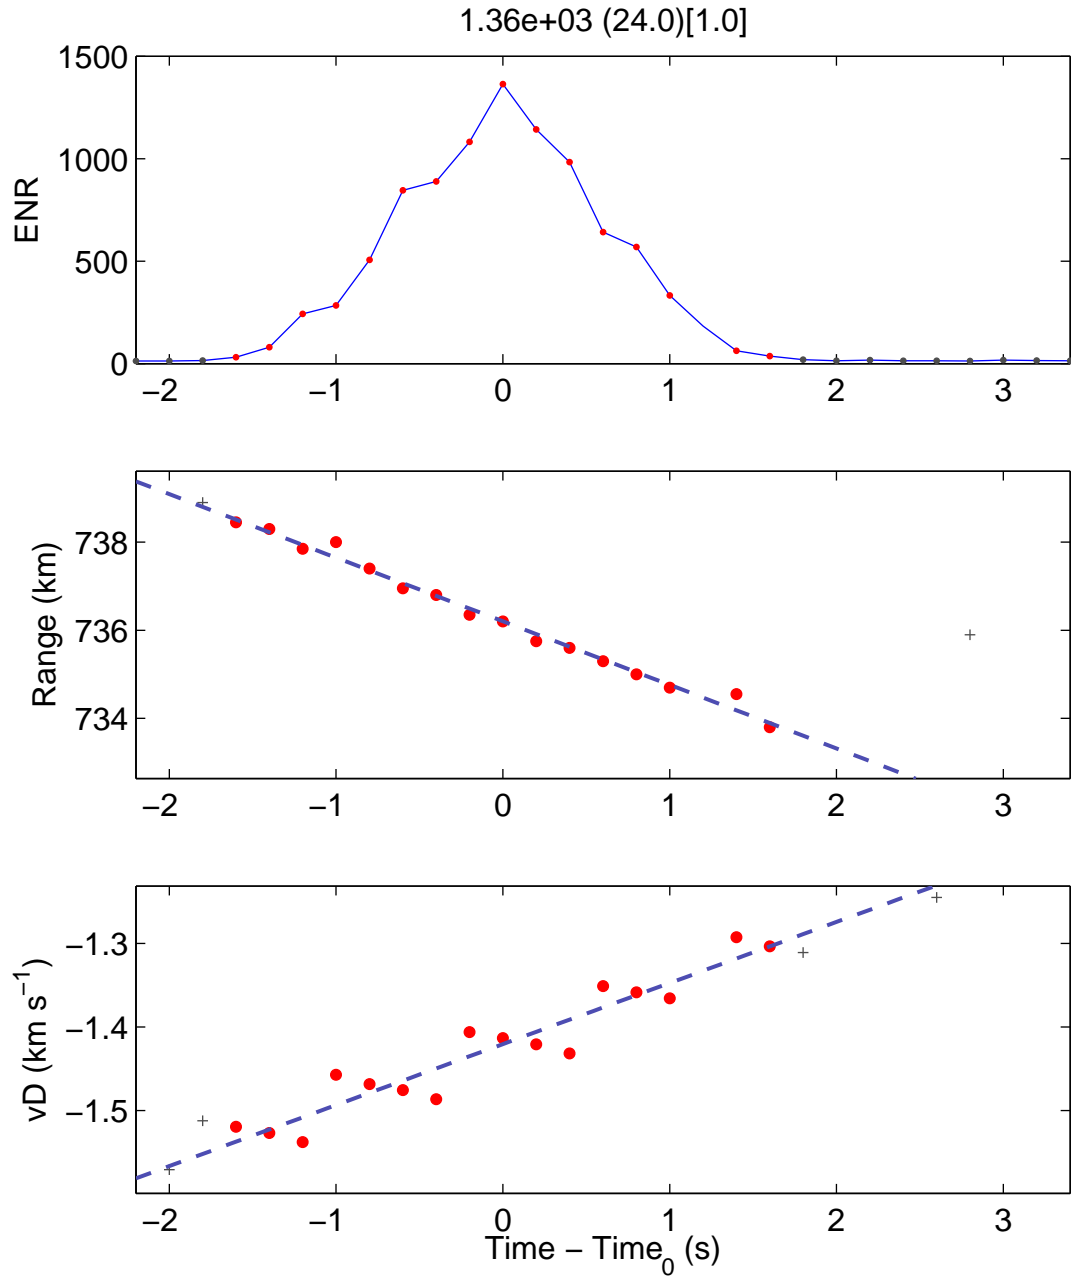 1.36e+03 (24.0)[1.0]
1500
1000
500
0
ENR
−2 −1 0 1 2 3
738
736
734
Range (km)
−2 −1 0 1 2 3
−1.3
−1.4
−1.5
vD (km s⁻¹)
−2 −1 0 1 2 3
Time − Time₀ (s)